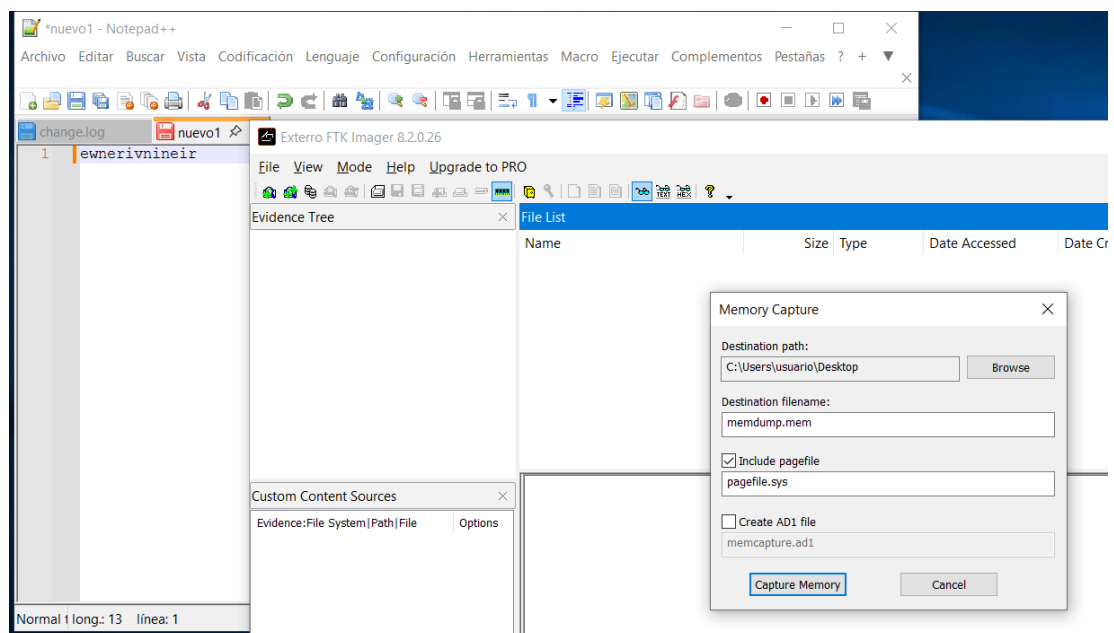 *nuevo1 - Notepad++
Archivo Editar Buscar Vista Codificación Lenguaje Configuración Herramientas Macro Ejecutar Complementos Pestañas ? + ▼
change.log nuevo1
1 ewnerivnineir
Normal t long.: 13 línea: 1
Exterro FTK Imager 8.2.0.26
File View Mode Help Upgrade to PRO
Evidence Tree
File List
Name Size Type Date Accessed Date Cr
Custom Content Sources
Evidence:File System|Path|File Options
Memory Capture
Destination path:
C:\Users\usuario\Desktop Browse
Destination filename:
memdump.mem
Include pagefile
pagefile.sys
Create AD1 file
memcapture.ad1
Capture Memory Cancel